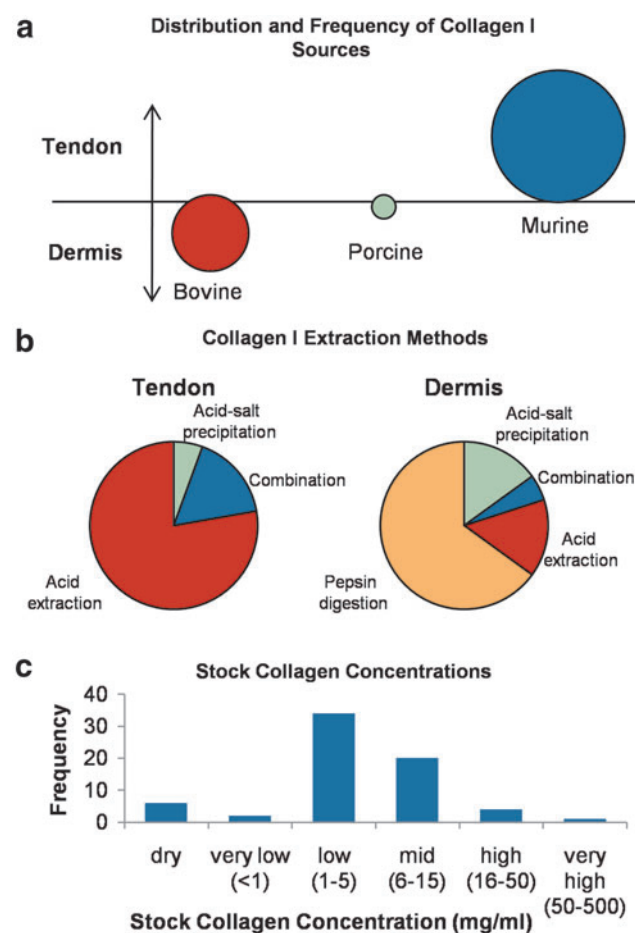 a
Distribution and Frequency of Collagen I
Sources
Tendon
Dermis
Bovine
Porcine
Murine
b
Collagen I Extraction Methods
Tendon
Acid-salt
precipitation
Combination
Acid
extraction
Dermis
Acid-salt
precipitation
Combination
Acid
extraction
Pepsin
digestion
c
Stock Collagen Concentrations
Frequency
40
30
20
10
0
dry
very low
(<1)
low
(1-5)
mid
(6-15)
high
(16-50)
very
high
(50-500)
Stock Collagen Concentration (mg/ml)